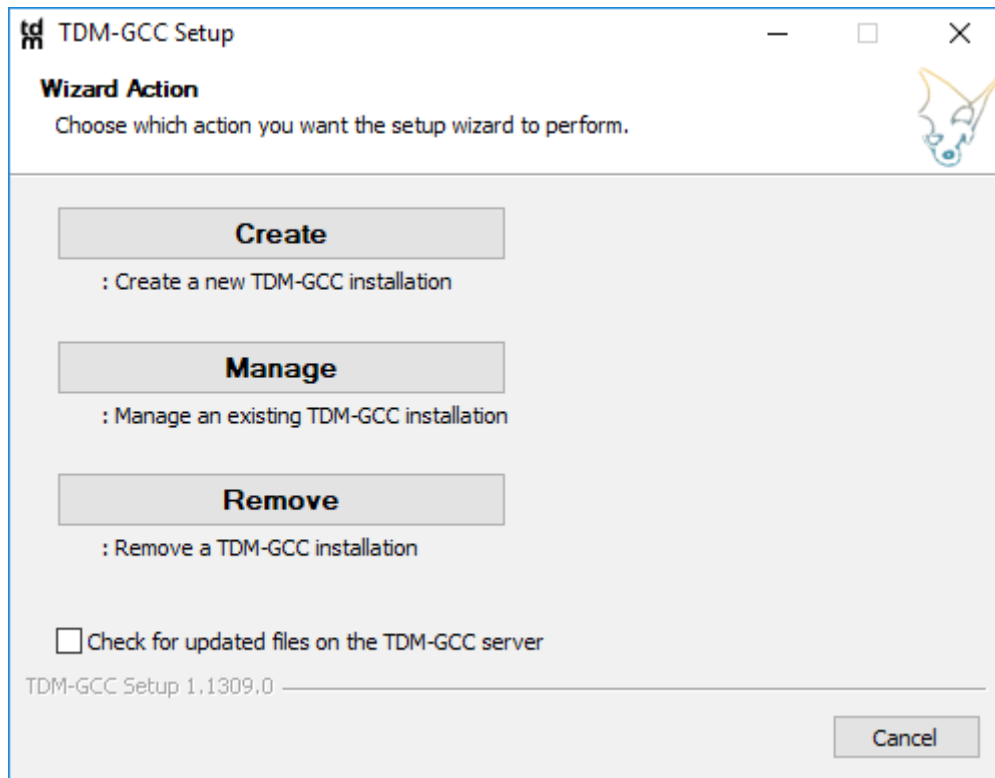 tdm TDM-GCC Setup
Wizard Action
Choose which action you want the setup wizard to perform.
Create
: Create a new TDM-GCC installation
Manage
: Manage an existing TDM-GCC installation
Remove
: Remove a TDM-GCC installation
Check for updated files on the TDM-GCC server
TDM-GCC Setup 1.1309.0
Cancel